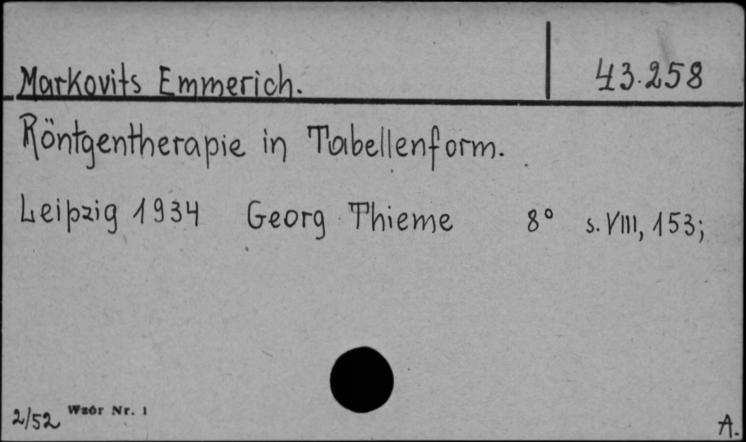 Markovits Emmerich. 43.258
Röntgentherapie in Tabellenform.
Leipzig 1934 Georg Thieme 8° s. VIII, 153;
2/52 Wzór Nr. 1 A.